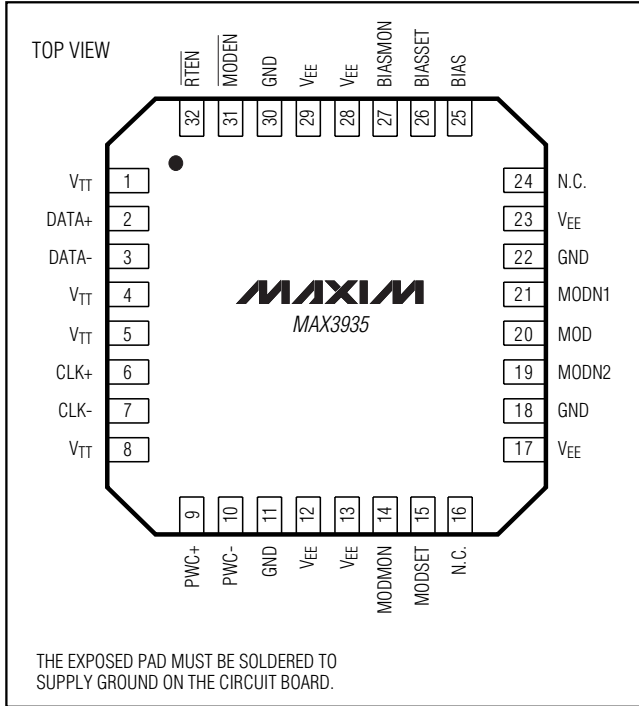 TOP VIEW
RTEN
MODEN
GND
VEE
VEE
BIASMON
BIASSET
BIAS
32
31
30
29
28
27
26
25
VTT 1
DATA+ 2
DATA- 3
VTT 4
VTT 5
CLK+ 6
CLK- 7
VTT 8
MAXIM
MAX3935
24 N.C.
23 VEE
22 GND
21 MODN1
20 MOD
19 MODN2
18 GND
17 VEE
9
10
11
12
13
14
15
16
PWC+
PWC-
GND
VEE
VEE
MODMON
MODSET
N.C.
THE EXPOSED PAD MUST BE SOLDERED TO
SUPPLY GROUND ON THE CIRCUIT BOARD.